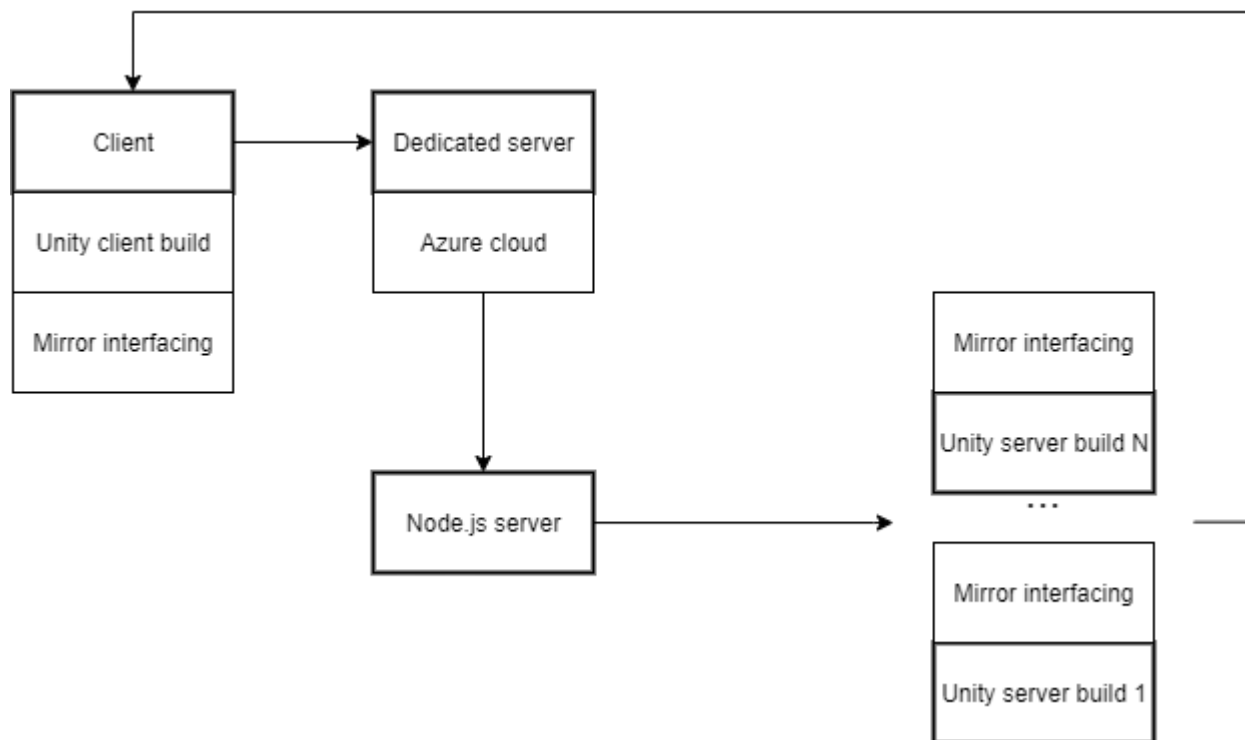 Client
Dedicated server
Unity client build
Azure cloud
Mirror interfacing
Mirror interfacing
Unity server build N
...
Node.js server
Mirror interfacing
Unity server build 1